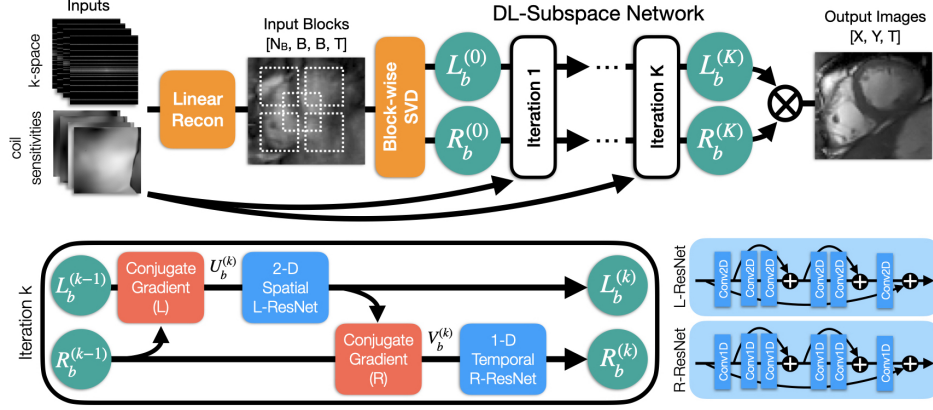 Inputs
k-space
coil
sensitivities
Linear
Recon
Input Blocks
[N_B, B, B, T]
Block-wise
SVD
DL-Subspace Network
L_b^{(0)}
R_b^{(0)}
Iteration 1
...
...
Iteration K
L_b^{(K)}
R_b^{(K)}
Output Images
[X, Y, T]
Iteration k
L_b^{(k-1)}
R_b^{(k-1)}
Conjugate
Gradient
(L)
U_b^{(k)}
2-D
Spatial
L-ResNet
Conjugate
Gradient
(R)
V_b^{(k)}
1-D
Temporal
R-ResNet
L_b^{(k)}
R_b^{(k)}
L-ResNet
Conv2D
Conv2D
Conv2D
Conv2D
Conv2D
Conv2D
R-ResNet
Conv1D
Conv1D
Conv1D
Conv1D
Conv1D
Conv1D